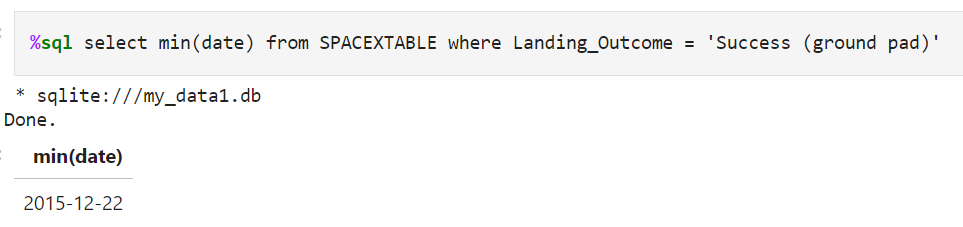 %sql select min(date) from SPACEXTABLE where Landing_Outcome = 'Success (ground pad)'
* sqlite:///my_data1.db
Done.
min(date)
2015-12-22